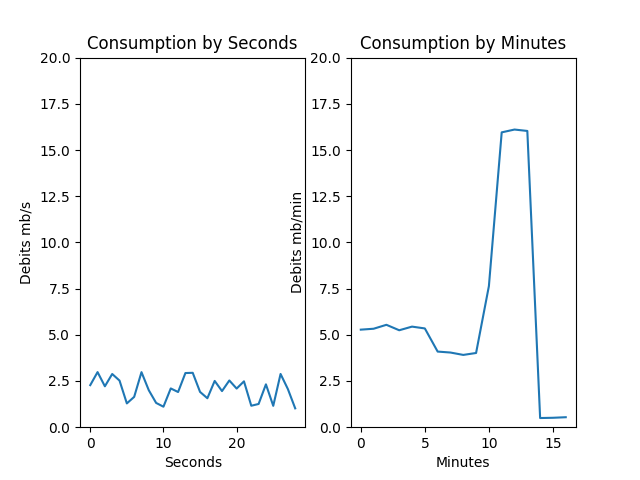 Consumption by Seconds
20.0
17.5
15.0
12.5
10.0
7.5
5.0
2.5
0.0
Debits mb/s
0 10 20
Seconds
Consumption by Minutes
20.0
17.5
15.0
12.5
10.0
7.5
5.0
2.5
0.0
Debits mb/min
0 5 10 15
Minutes